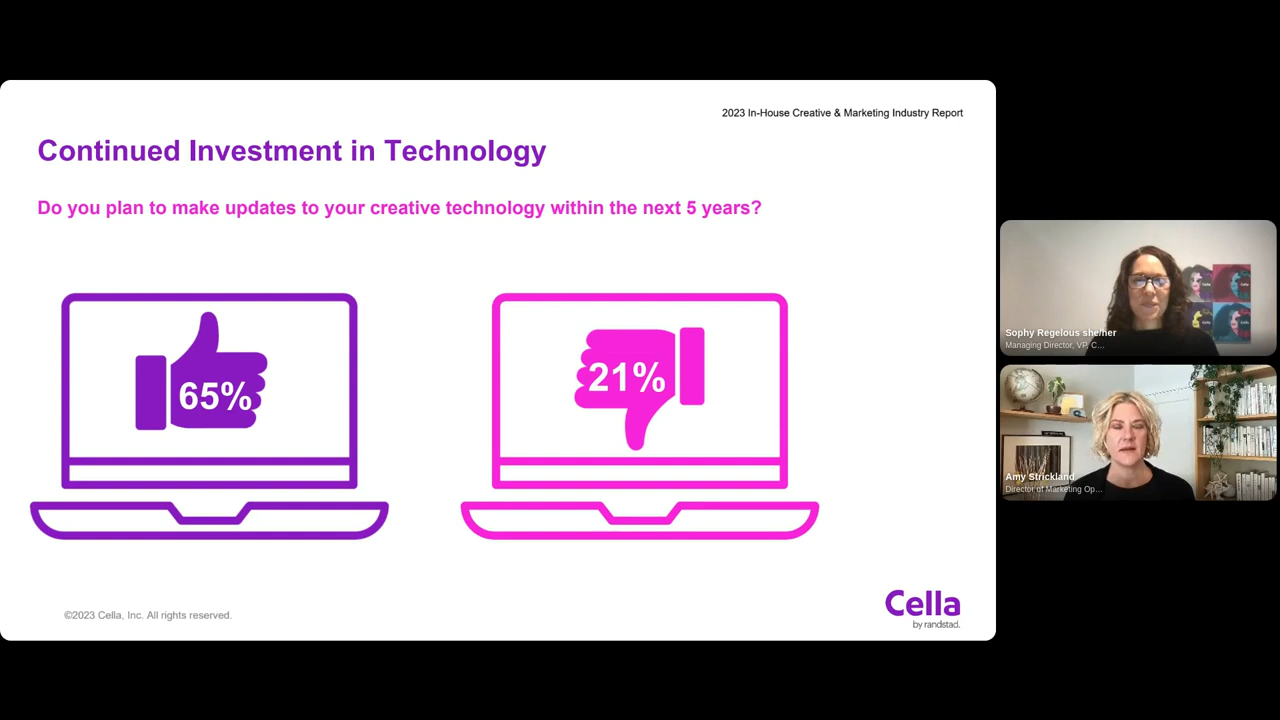 2023 In-House Creative & Marketing Industry Report
Continued Investment in Technology
Do you plan to make updates to your creative technology within the next 5 years?
65%
21%
©2023 Cella, Inc. All rights reserved.
Cella
by randstad.
Sophy Regelous she/her
Managing Director, VP, C...
Amy Strickland
Director of Marketing Op...